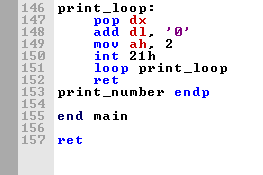 146 print_loop:
147     pop dx
148     add dl, '0'
149     mov ah, 2
150     int 21h
151     loop print_loop
152     ret
153 print_number endp
154
155 end main
156
157 ret